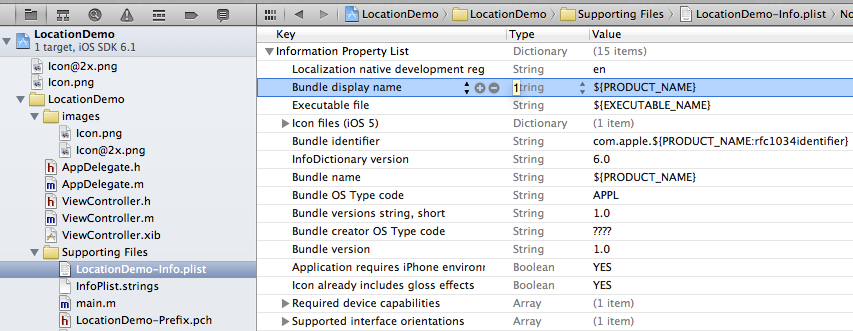 LocationDemo
1 target, iOS SDK 6.1
Icon@2x.png
Icon.png
LocationDemo
images
Icon.png
Icon@2x.png
AppDelegate.h
AppDelegate.m
ViewController.h
ViewController.m
ViewController.xib
Supporting Files
LocationDemo-Info.plist
InfoPlist.strings
main.m
LocationDemo-Prefix.pch
LocationDemo LocationDemo Supporting Files LocationDemo-Info.plist No
Key Type Value
Information Property List Dictionary (15 items)
Localization native development reg String en
Bundle display name 1tring ${PRODUCT_NAME}
Executable file String ${EXECUTABLE_NAME}
Icon files (iOS 5) Dictionary (1 item)
Bundle identifier String com.apple.${PRODUCT_NAME:rfc1034identifier}
InfoDictionary version String 6.0
Bundle name String ${PRODUCT_NAME}
Bundle OS Type code String APPL
Bundle versions string, short String 1.0
Bundle creator OS Type code String ????
Bundle version String 1.0
Application requires iPhone environr Boolean YES
Icon already includes gloss effects Boolean YES
Required device capabilities Array (1 item)
Supported interface orientations Array (1 item)